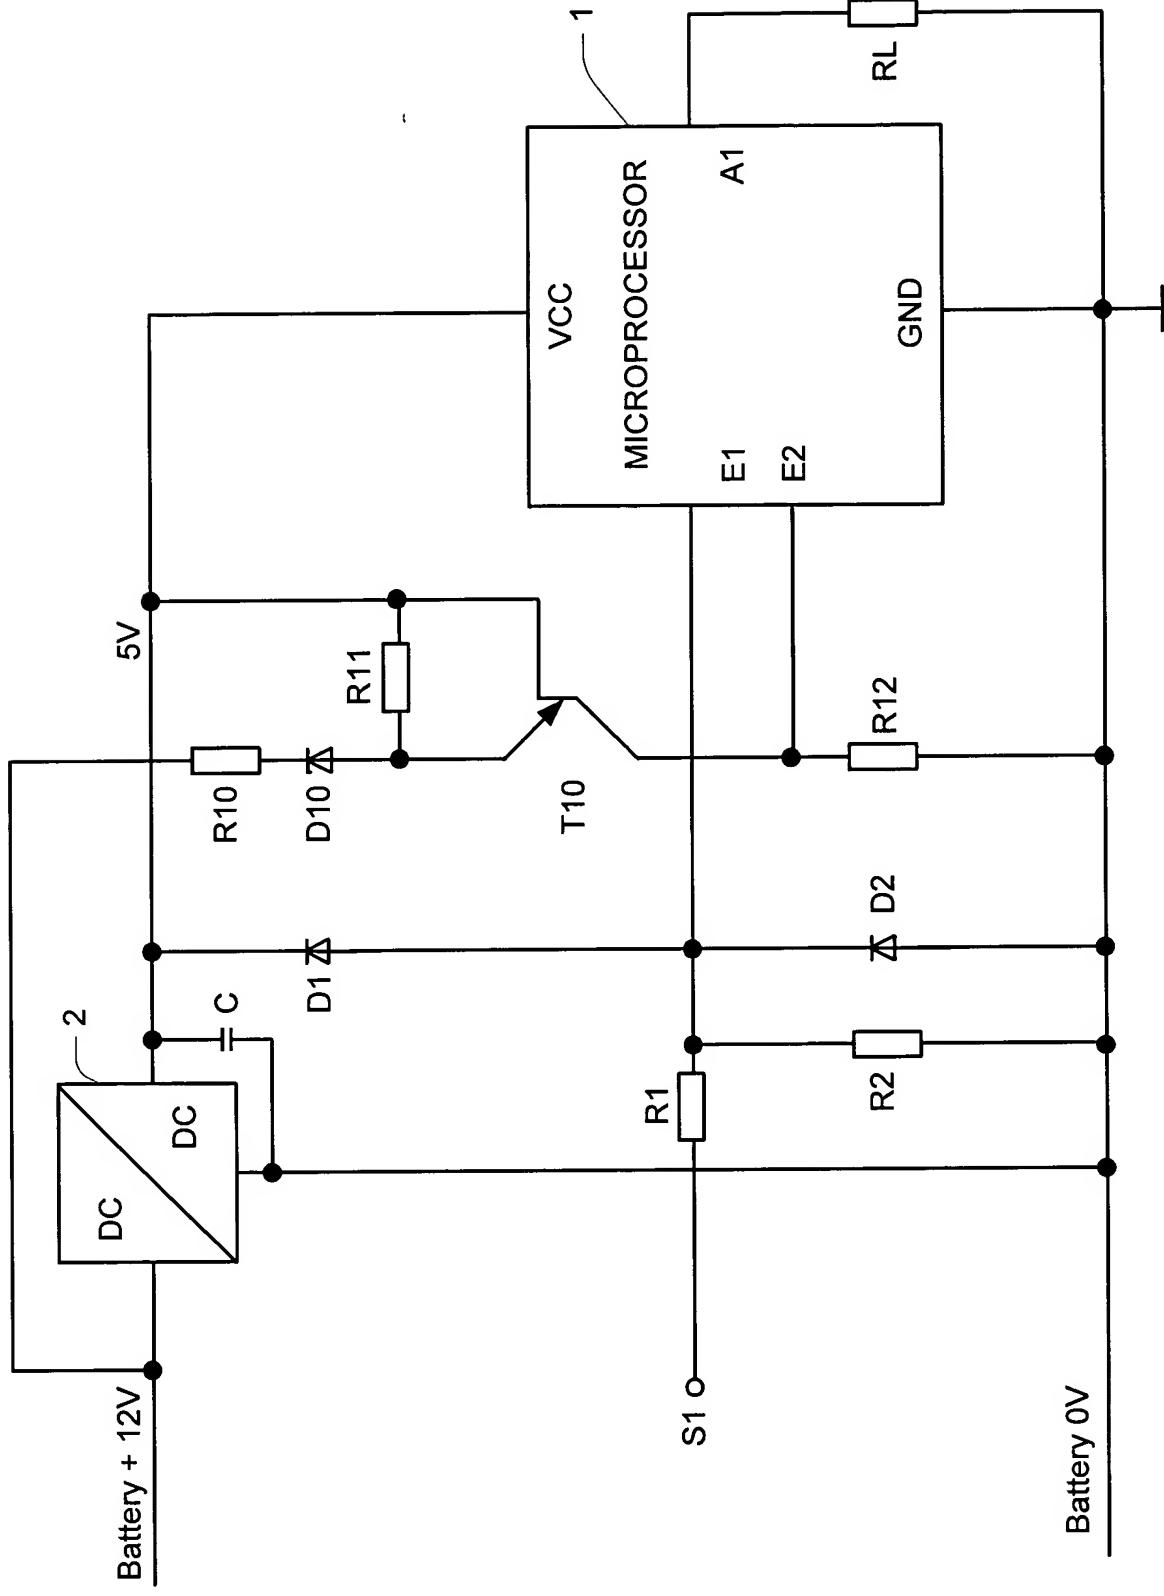 Battery + 12V
DC
DC
2
C
5V
R10
D10
R11
T10
D1
S1
R1
R2
D2
R12
VCC
MICROPROCESSOR
E1
E2
A1
GND
1
RL
Battery 0V